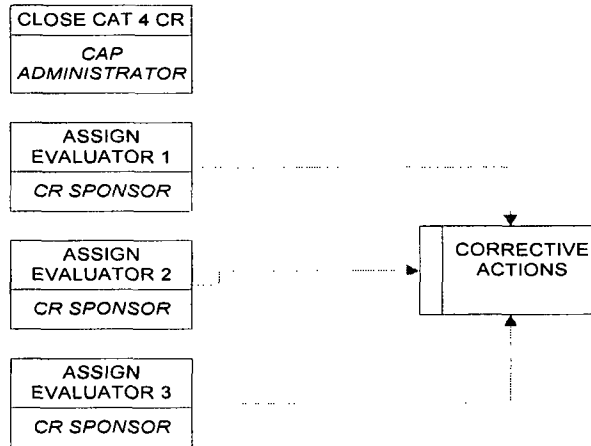 CLOSE CAT 4 CR
CAP
ADMINISTRATOR
ASSIGN
EVALUATOR 1
CR SPONSOR
ASSIGN
EVALUATOR 2
CR SPONSOR
CORRECTIVE
ACTIONS
ASSIGN
EVALUATOR 3
CR SPONSOR